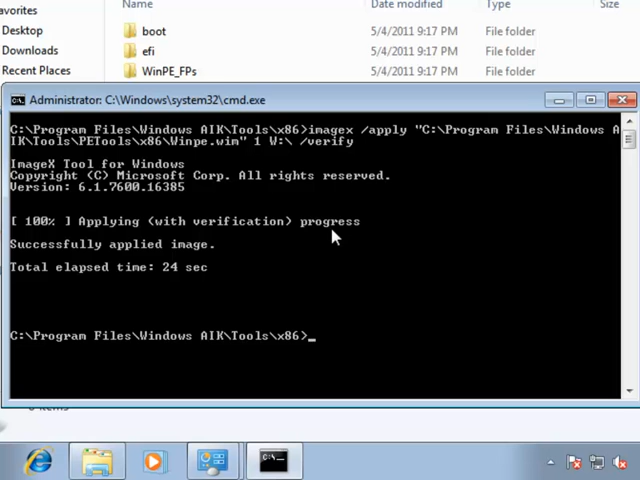 avorites
Date modified
Type
Size
Desktop
boot
5/4/2011 9:17 PM
File folder
Downloads
efi
5/4/2011 9:17 PM
File folder
Recent Places
WinPE_FPs
5/4/2011 9:17 PM
File folder
Administrator: C:\Windows\system32\cmd.exe
C:\Program Files\Windows AIK\Tools\x86>imagex /apply "C:\Program Files\Windows A
IK\Tools\PETools\x86\Winpe.wim" 1 W:\ /verify
ImageX Tool for Windows
Copyright (C) Microsoft Corp. All rights reserved.
Version: 6.1.7600.16385
[ 100% ] Applying (with verification) progress
Successfully applied image.
Total elapsed time: 24 sec
C:\Program Files\Windows AIK\Tools\x86>_